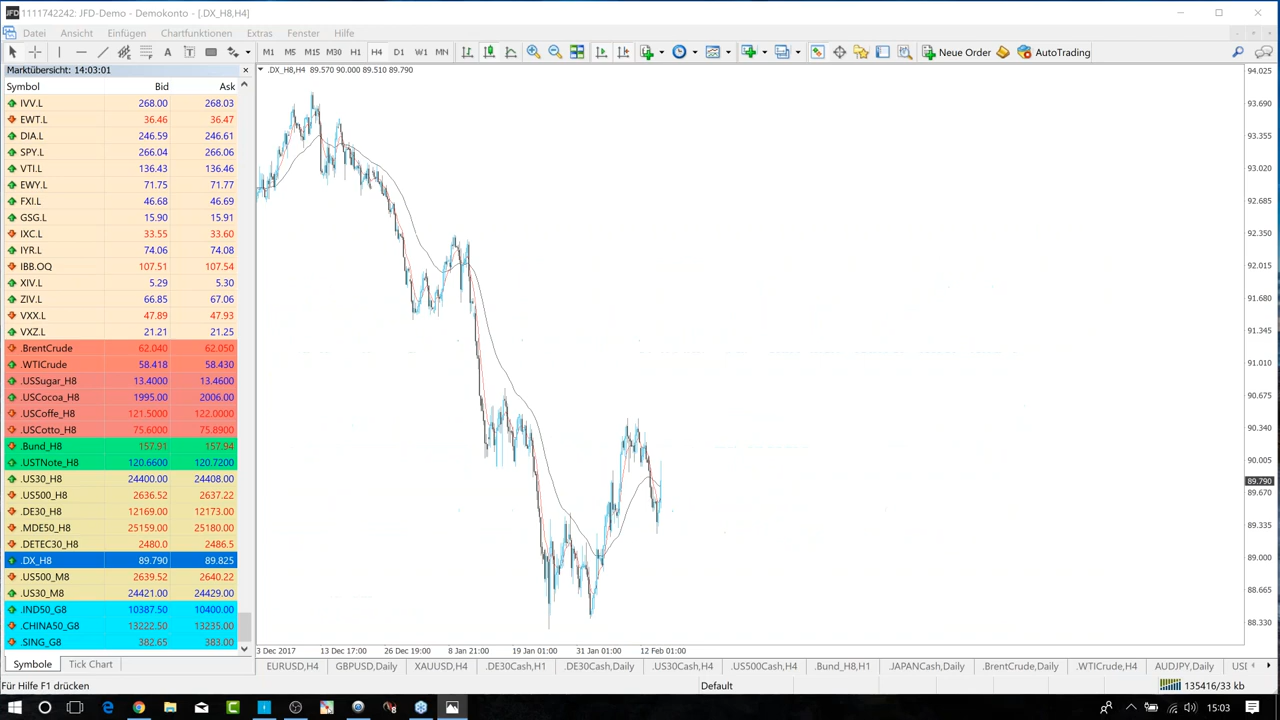 JFD 1111742242: JFD-Demo - Demokonto - [.DX_H8,H4]
Datei Ansicht Einfügen Chartfunktionen Extras Fenster Hilfe
A T M1 M5 M15 M30 H1 H4 D1 W1 MN New Order AutoTrading
Marktübersicht: 14:03:01
.DX_H8,H4 89.570 90.000 89.510 89.790
Symbol Bid Ask
IVV.L 268.00 268.03
EWT.L 36.46 36.47
DIA.L 246.59 246.61
SPY.L 266.04 266.06
VTI.L 136.43 136.46
EWY.L 71.75 71.77
FXI.L 46.68 46.69
GSG.L 15.90 15.91
IXC.L 33.55 33.60
IYR.L 74.06 74.08
IBB.OQ 107.51 107.54
XIV.L 5.29 5.30
ZIV.L 66.85 67.06
VXX.L 47.89 47.93
VXZ.L 21.21 21.25
.BrentCrude 62.040 62.050
.WTICrude 58.418 58.430
.USSugar_H8 13.4000 13.4600
.USCocoa_H8 1995.00 2006.00
.USCoffe_H8 121.5000 122.0000
.USCotto_H8 75.6000 75.8900
.Bund_H8 157.91 157.94
.USTNote_H8 120.6600 120.7200
.US30_H8 24400.00 24408.00
.US500_H8 2636.52 2637.22
.DE30_H8 12169.00 12173.00
.MDE50_H8 25159.00 25180.00
.DETEC30_H8 2480.0 2486.5
.DX_H8 89.790 89.825
.US500_M8 2639.52 2640.22
.US30_M8 24421.00 24429.00
.IND50_G8 10387.50 10400.00
.CHINA50_G8 13222.50 13235.00
.SING_G8 382.65 383.00
94.025
93.690
93.355
93.020
92.685
92.350
92.015
91.680
91.345
91.010
90.675
90.340
90.005
89.790
89.670
89.335
89.000
88.665
88.330
3 Dec 2017 13 Dec 17:00 26 Dec 19:00 8 Jan 21:00 19 Jan 01:00 31 Jan 01:00 12 Feb 01:00
Symbole Tick Chart
EURUSD,H4 GBPUSD,Daily XAUUSD,H4 .DE30Cash,H1 .DE30Cash,Daily .US30Cash,H4 .US500Cash,H4 .Bund_H8,H1 .JAPANCash,Daily .BrentCrude,Daily .WTICrude,H4 AUDJPY,Daily USI
Für Hilfe F1 drücken
Default
135416/33 kb
15:03